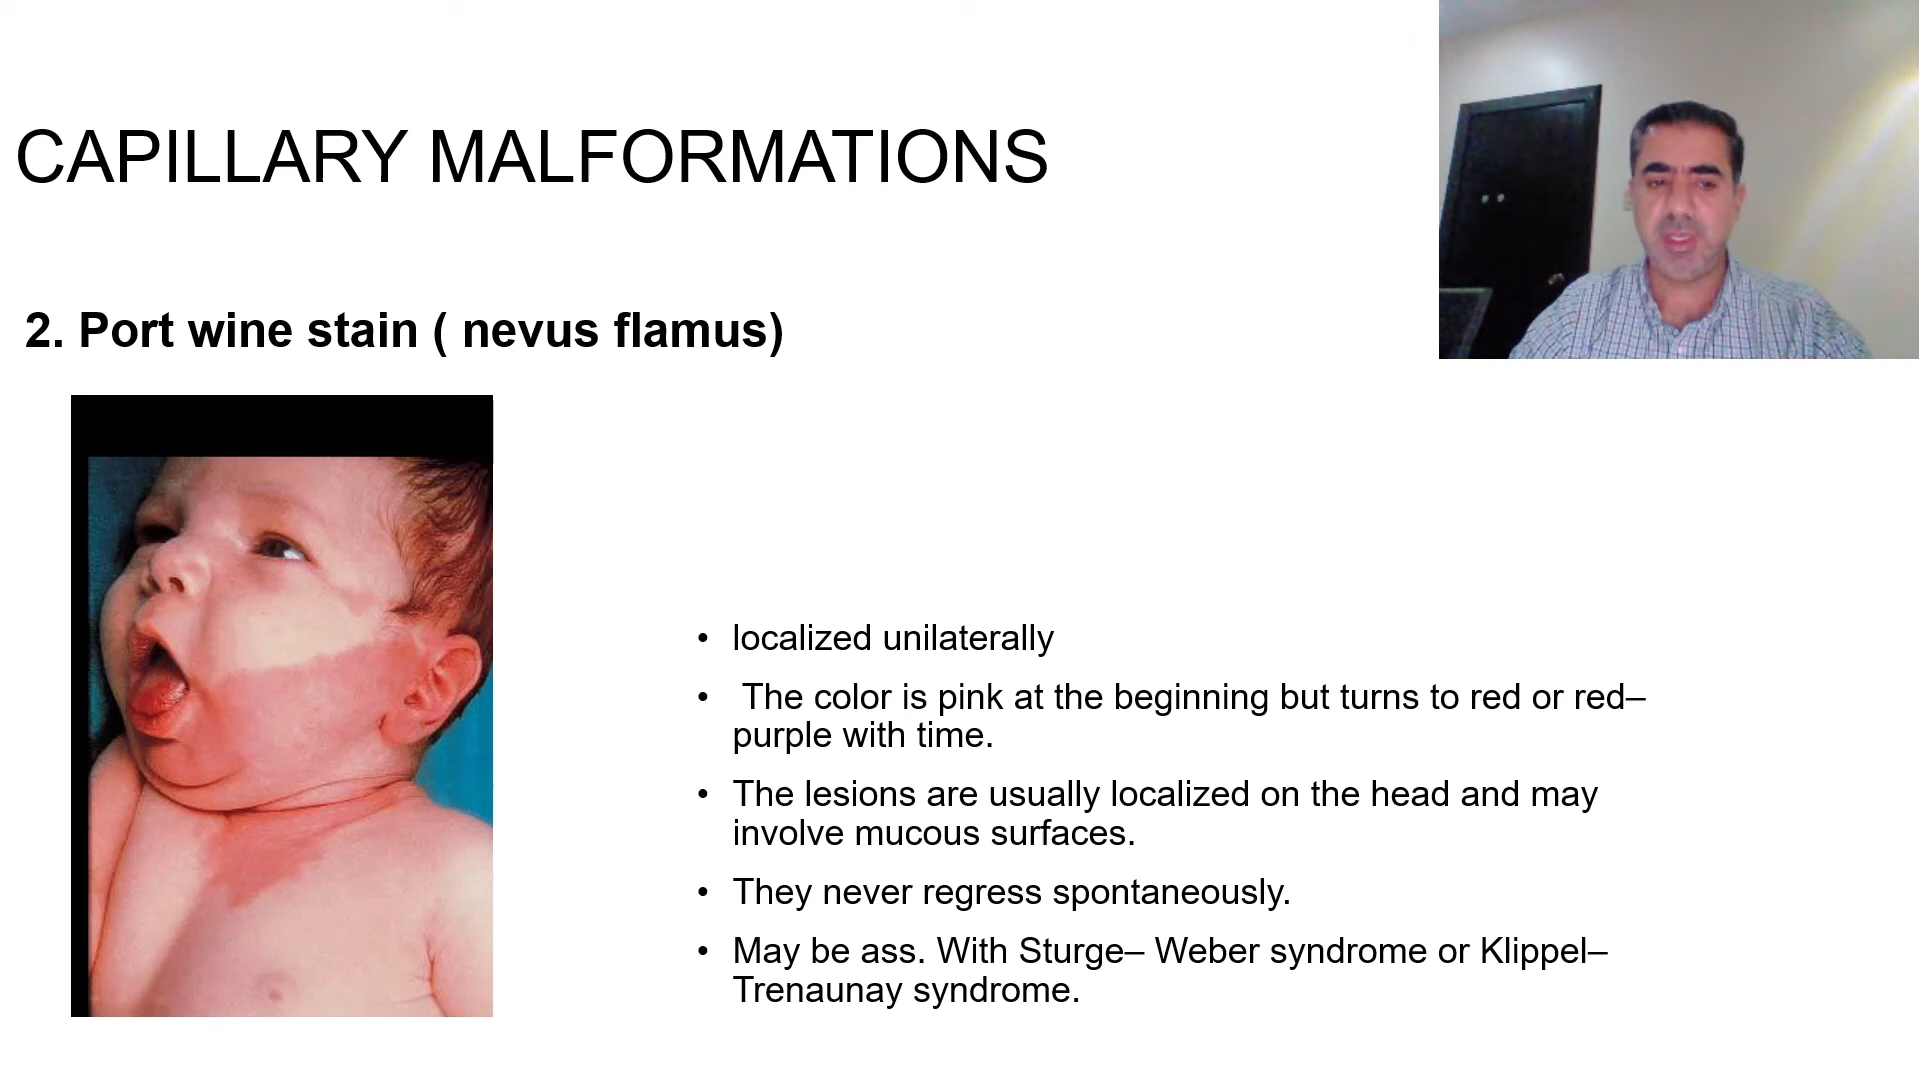 CAPILLARY MALFORMATIONS
2. Port wine stain ( nevus flamus)
• localized unilaterally
• The color is pink at the beginning but turns to red or red–
purple with time.
• The lesions are usually localized on the head and may
involve mucous surfaces.
• They never regress spontaneously.
• May be ass. With Sturge– Weber syndrome or Klippel–
Trenaunay syndrome.